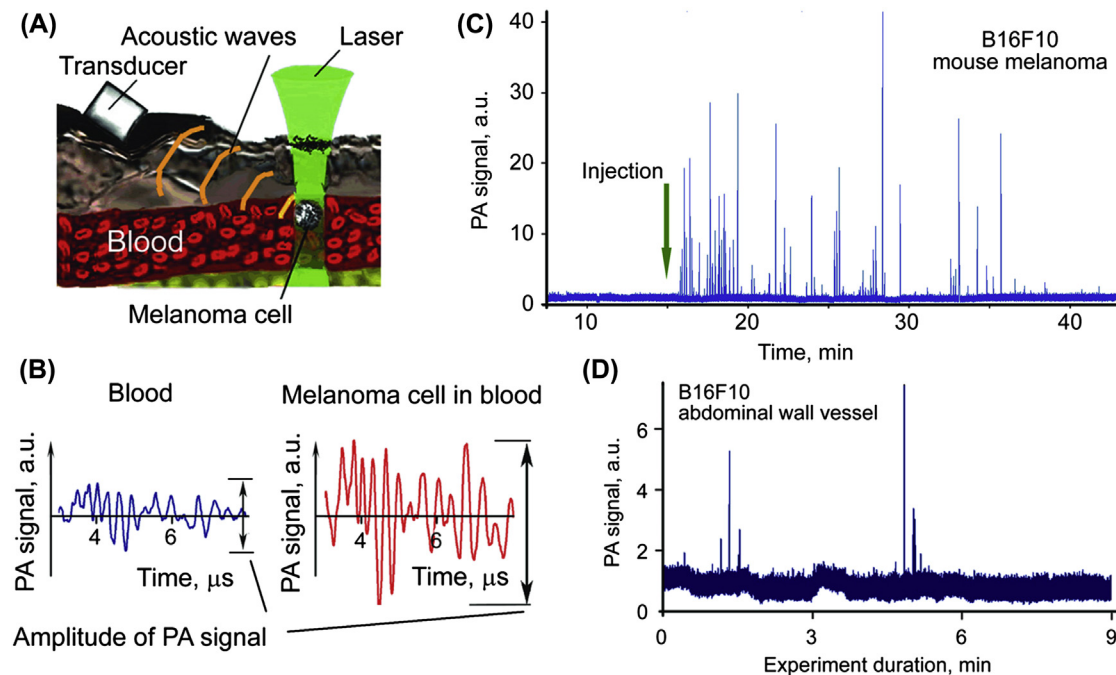 (A)
Acoustic waves
Laser
Transducer
Blood
Melanoma cell
(B)
Blood
Melanoma cell in blood
PA signal, a.u.
4
6
Time, μs
PA signal, a.u.
4
6
Time, μs
Amplitude of PA signal
(C)
B16F10
mouse melanoma
PA signal, a.u.
40
30
20
10
0
Injection
10
20
30
40
Time, min
(D)
B16F10
abdominal wall vessel
PA signal, a.u.
6
4
2
0
0
3
6
9
Experiment duration, min